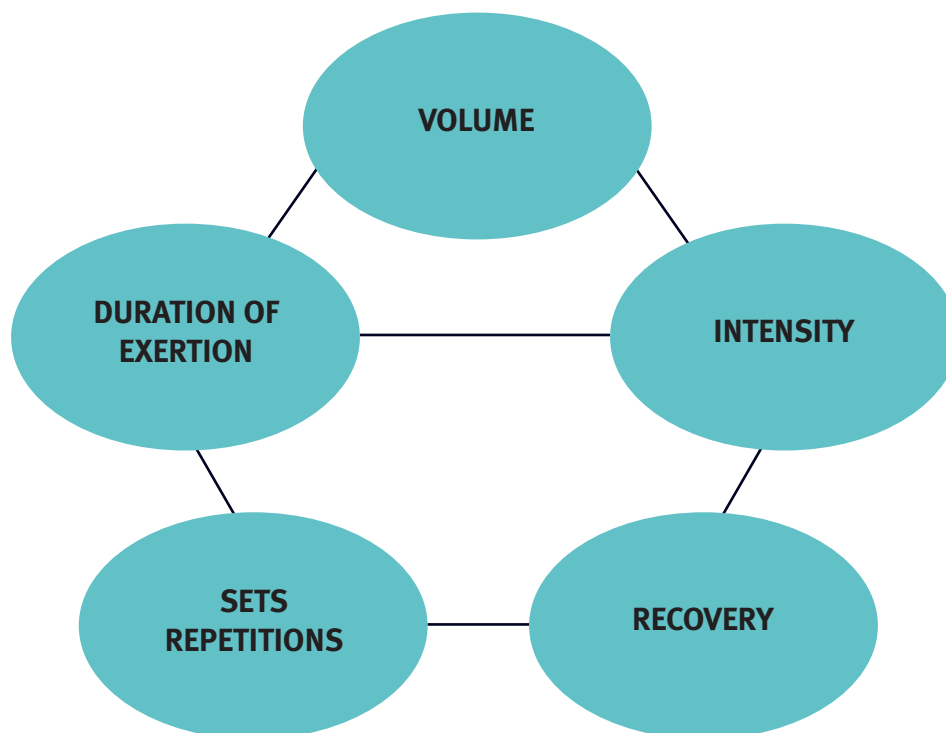 VOLUME
DURATION OF
EXERTION
INTENSITY
SETS
REPETITIONS
RECOVERY